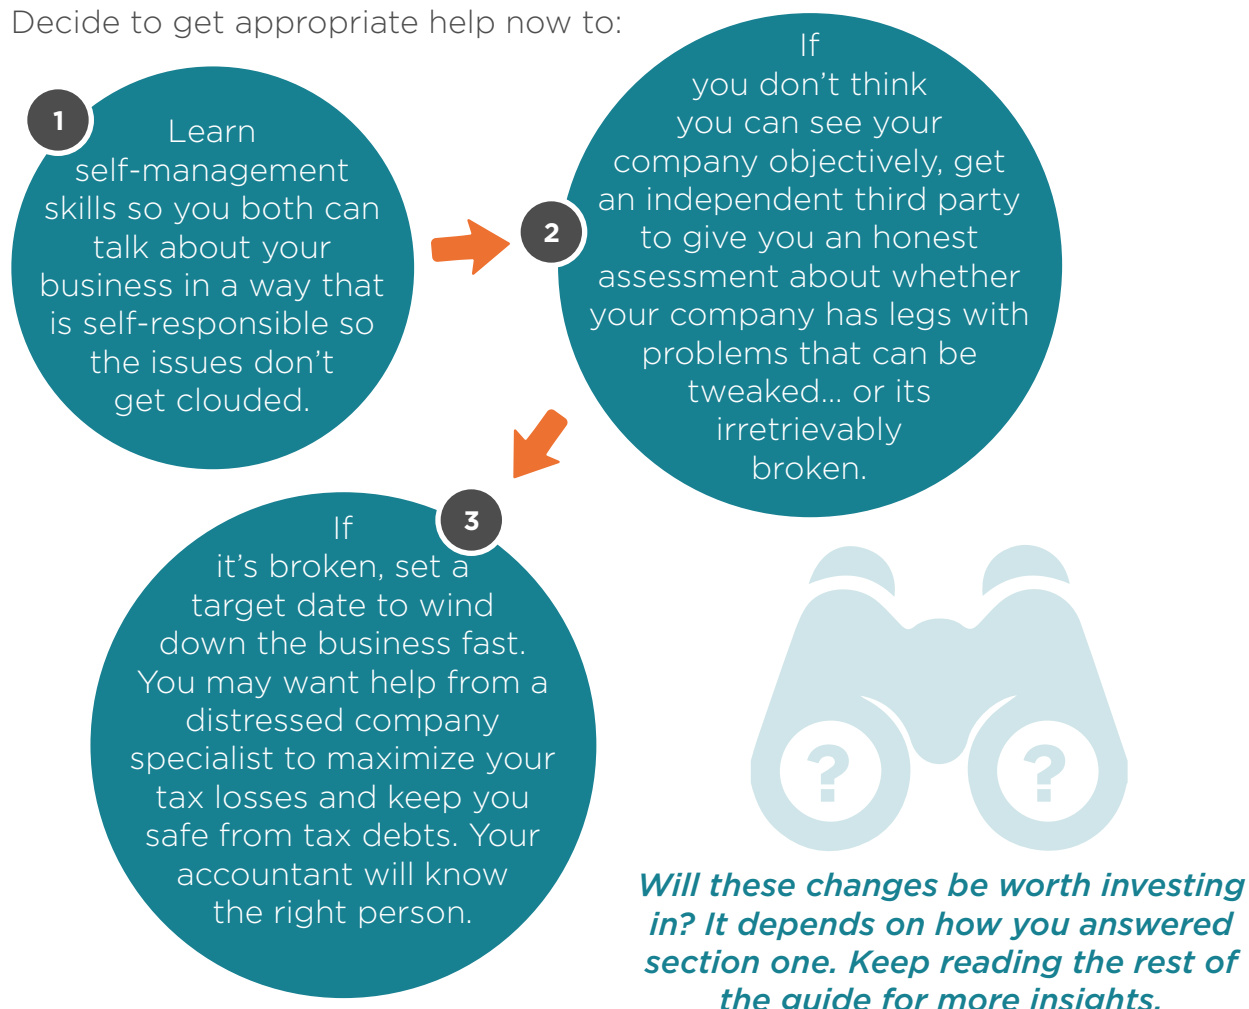 Decide to get appropriate help now to:
1
Learn
self-management
skills so you both can
talk about your
business in a way that
is self-responsible so
the issues don’t
get clouded.
2
If
you don’t think
you can see your
company objectively, get
an independent third party
to give you an honest
assessment about whether
your company has legs with
problems that can be
tweaked... or its
irretrievably
broken.
3
If
it’s broken, set a
target date to wind
down the business fast.
You may want help from a
distressed company
specialist to maximize your
tax losses and keep you
safe from tax debts. Your
accountant will know
the right person.
? ?
Will these changes be worth investing
in? It depends on how you answered
section one. Keep reading the rest of
the guide for more insights.